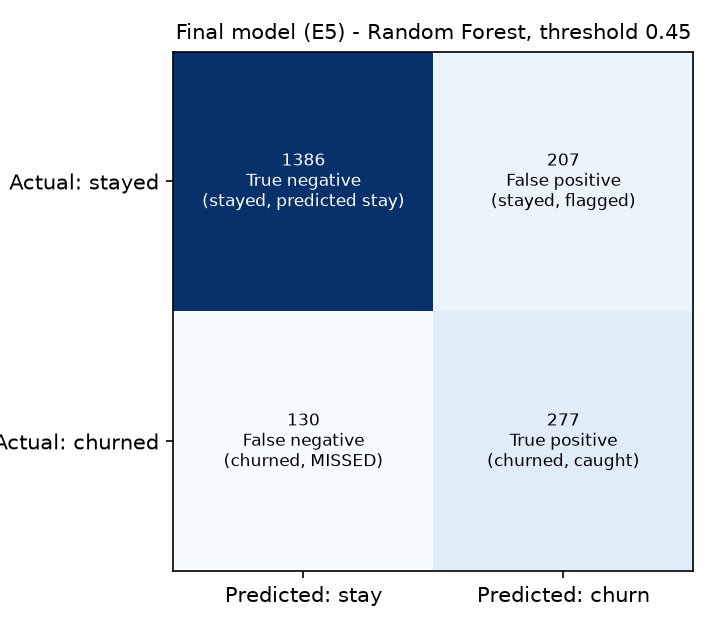 Final model (E5) - Random Forest, threshold 0.45
Actual: stayed
1386
True negative
(stayed, predicted stay)
207
False positive
(stayed, flagged)
Actual: churned
130
False negative
(churned, MISSED)
277
True positive
(churned, caught)
Predicted: stay
Predicted: churn